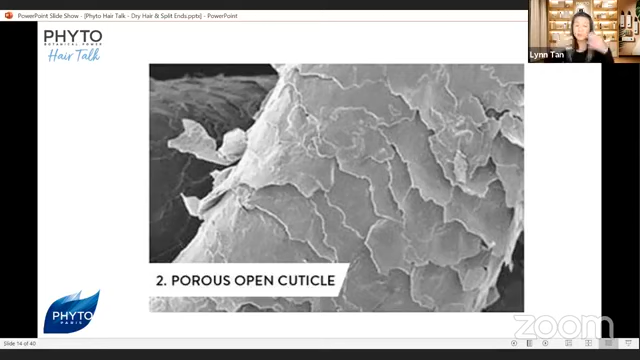 PowerPoint Slide Show - [Phyto Hair Talk - Dry Hair & Split Ends.pptx] - PowerPoint
PHYTO
BOTANICAL POWER
Hair Talk
Lynn Tan
2. POROUS OPEN CUTICLE
PHYTO
PARIS
zoom
Slide 14 of 40